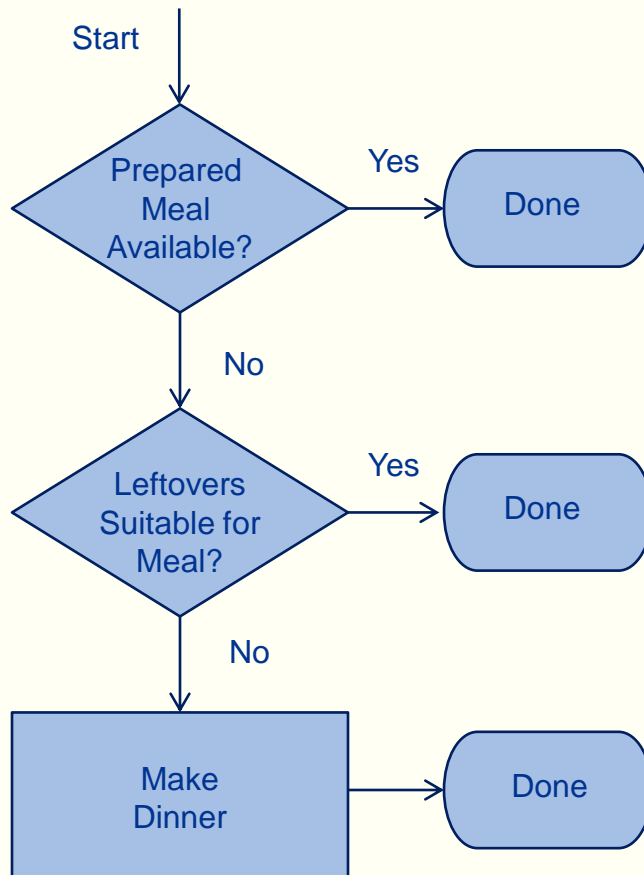 Start
Prepared
Meal
Available?
Yes
Done
No
Leftovers
Suitable for
Meal?
Yes
Done
No
Make
Dinner
Done